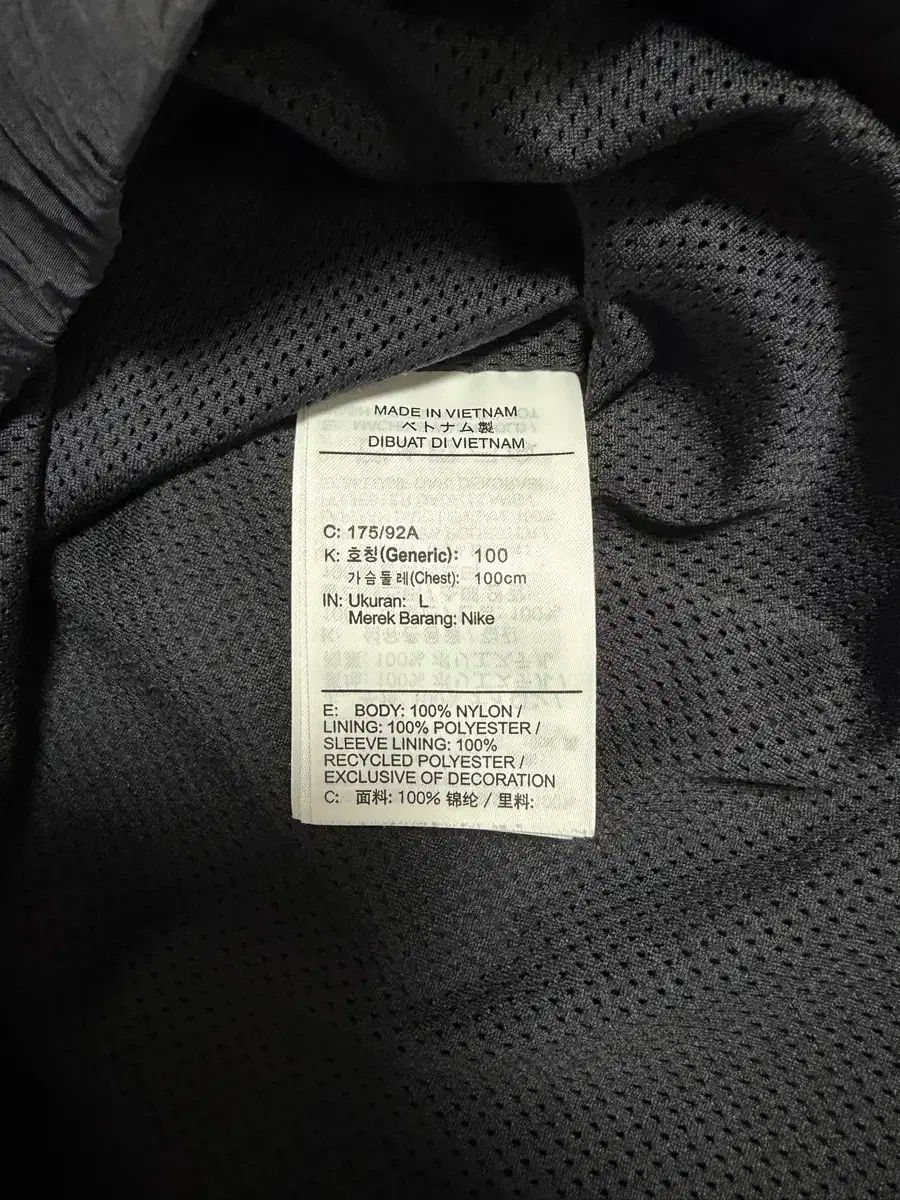 MADE IN VIETNAM
ベトナム製
DIBUAT DI VIETNAM
C: 175/92A
K: 호칭(Generic): 100
가슴둘레(Chest): 100cm
IN: Ukuran: L
Merek Barang: Nike
E: BODY: 100% NYLON /
LINING: 100% POLYESTER /
SLEEVE LINING: 100%
RECYCLED POLYESTER /
EXCLUSIVE OF DECORATION
C: 面料: 100% 锦纶 / 里料: